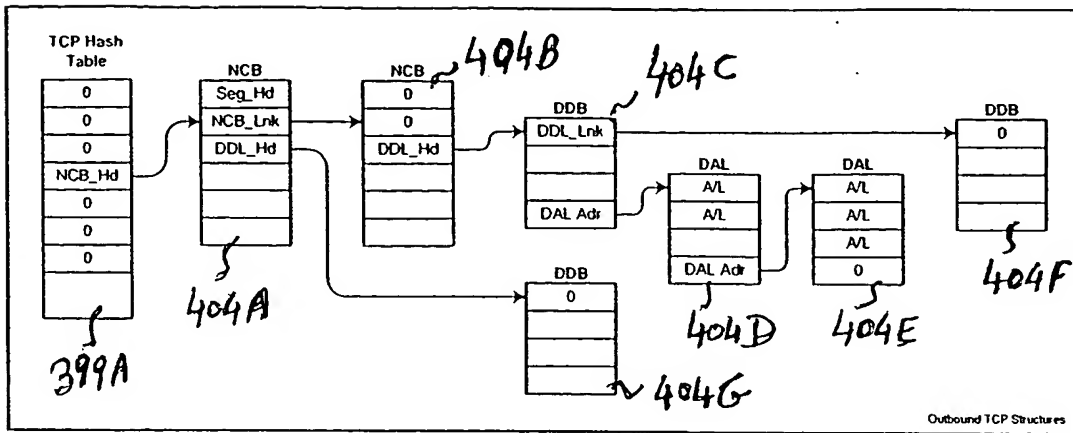 TCP Hash
Table
0
0
0
NCB_Hd
0
0
0
399A
NCB
Seg_Hd
NCB_Lnk
DDL_Hd
404A
NCB
0
0
DDL_Hd
404B
DDB
DDL_Lnk
DAL Adr
404C
DAL
A/L
A/L
DAL Adr
404D
DAL
A/L
A/L
A/L
0
404E
DDB
0
404F
DDB
0
404G
Outbound TCP Structures